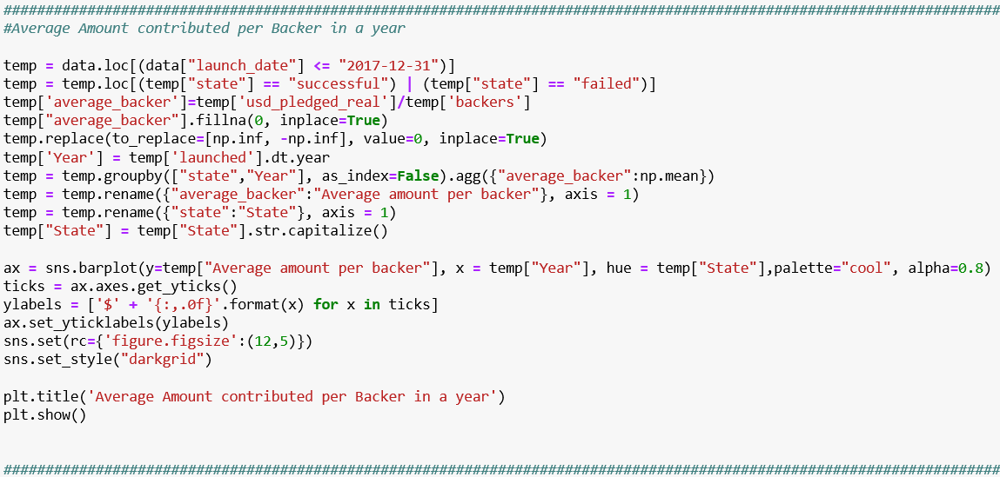 ########################################################################################################################
#Average Amount contributed per Backer in a year
temp = data.loc[(data["launch_date"] <= "2017-12-31")]
temp = temp.loc[(temp["state"] == "successful") | (temp["state"] == "failed")]
temp['average_backer']=temp['usd_pledged_real']/temp['backers']
temp["average_backer"].fillna(0, inplace=True)
temp.replace(to_replace=[np.inf, -np.inf], value=0, inplace=True)
temp['Year'] = temp['launched'].dt.year
temp = temp.groupby(["state","Year"], as_index=False).agg({"average_backer":np.mean})
temp = temp.rename({"average_backer":"Average amount per backer"}, axis = 1)
temp = temp.rename({"state":"State"}, axis = 1)
temp["State"] = temp["State"].str.capitalize()
ax = sns.barplot(y=temp["Average amount per backer"], x = temp["Year"], hue = temp["State"],palette="cool", alpha=0.8)
ticks = ax.axes.get_yticks()
ylabels = ['$' + '{:,.0f}'.format(x) for x in ticks]
ax.set_yticklabels(ylabels)
sns.set(rc={'figure.figsize':(12,5)})
sns.set_style("darkgrid")
plt.title('Average Amount contributed per Backer in a year')
plt.show()
########################################################################################################################